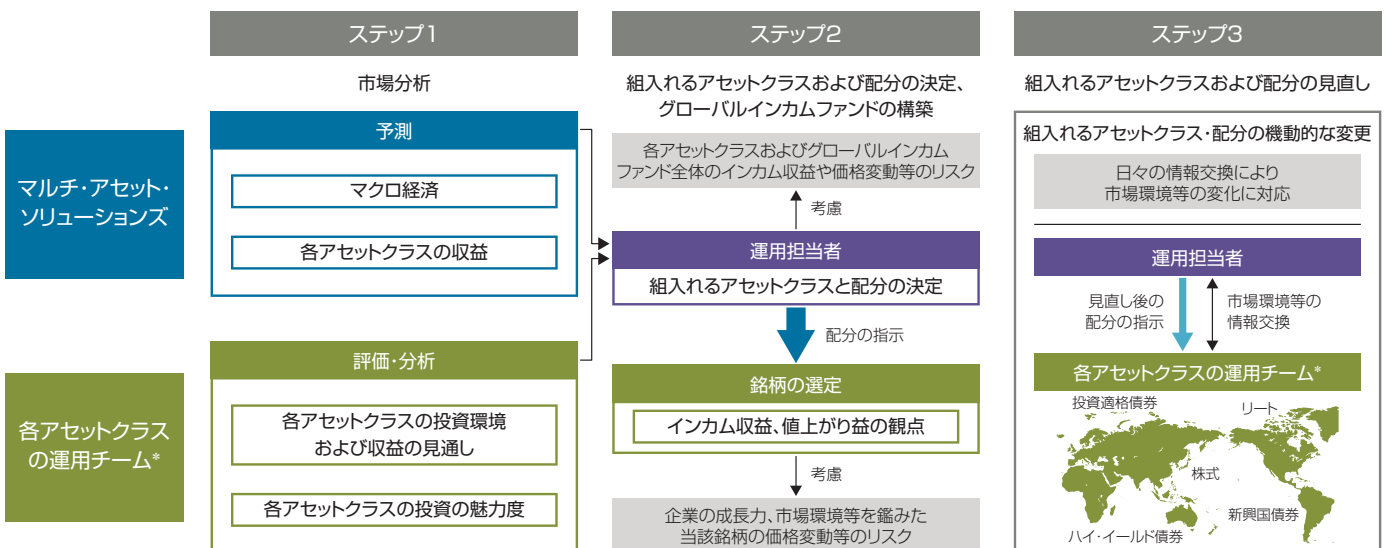 ステップ1
市場分析
マルチ・アセット・
ソリューションズ
予測
マクロ経済
各アセットクラスの収益
各アセットクラス
の運用チーム*
評価・分析
各アセットクラスの投資環境
および収益の見通し
各アセットクラスの投資の魅力度
ステップ2
組入れるアセットクラスおよび配分の決定、
グローバルインカムファンドの構築
各アセットクラスおよびグローバルインカム
ファンド全体のインカム収益や価格変動等のリスク
考慮
運用担当者
組入れるアセットクラスと配分の決定
配分の指示
銘柄の選定
インカム収益、値上がり益の観点
考慮
企業の成長力、市場環境等を鑑みた
当該銘柄の価格変動等のリスク
ステップ3
組入れるアセットクラスおよび配分の見直し
組入れるアセットクラス・配分の機動的な変更
日々の情報交換により
市場環境等の変化に対応
運用担当者
見直し後の
配分の指示
市場環境等の
情報交換
各アセットクラスの運用チーム*
投資適格債券
リート
株式
新興国債券
ハイ・イールド債券